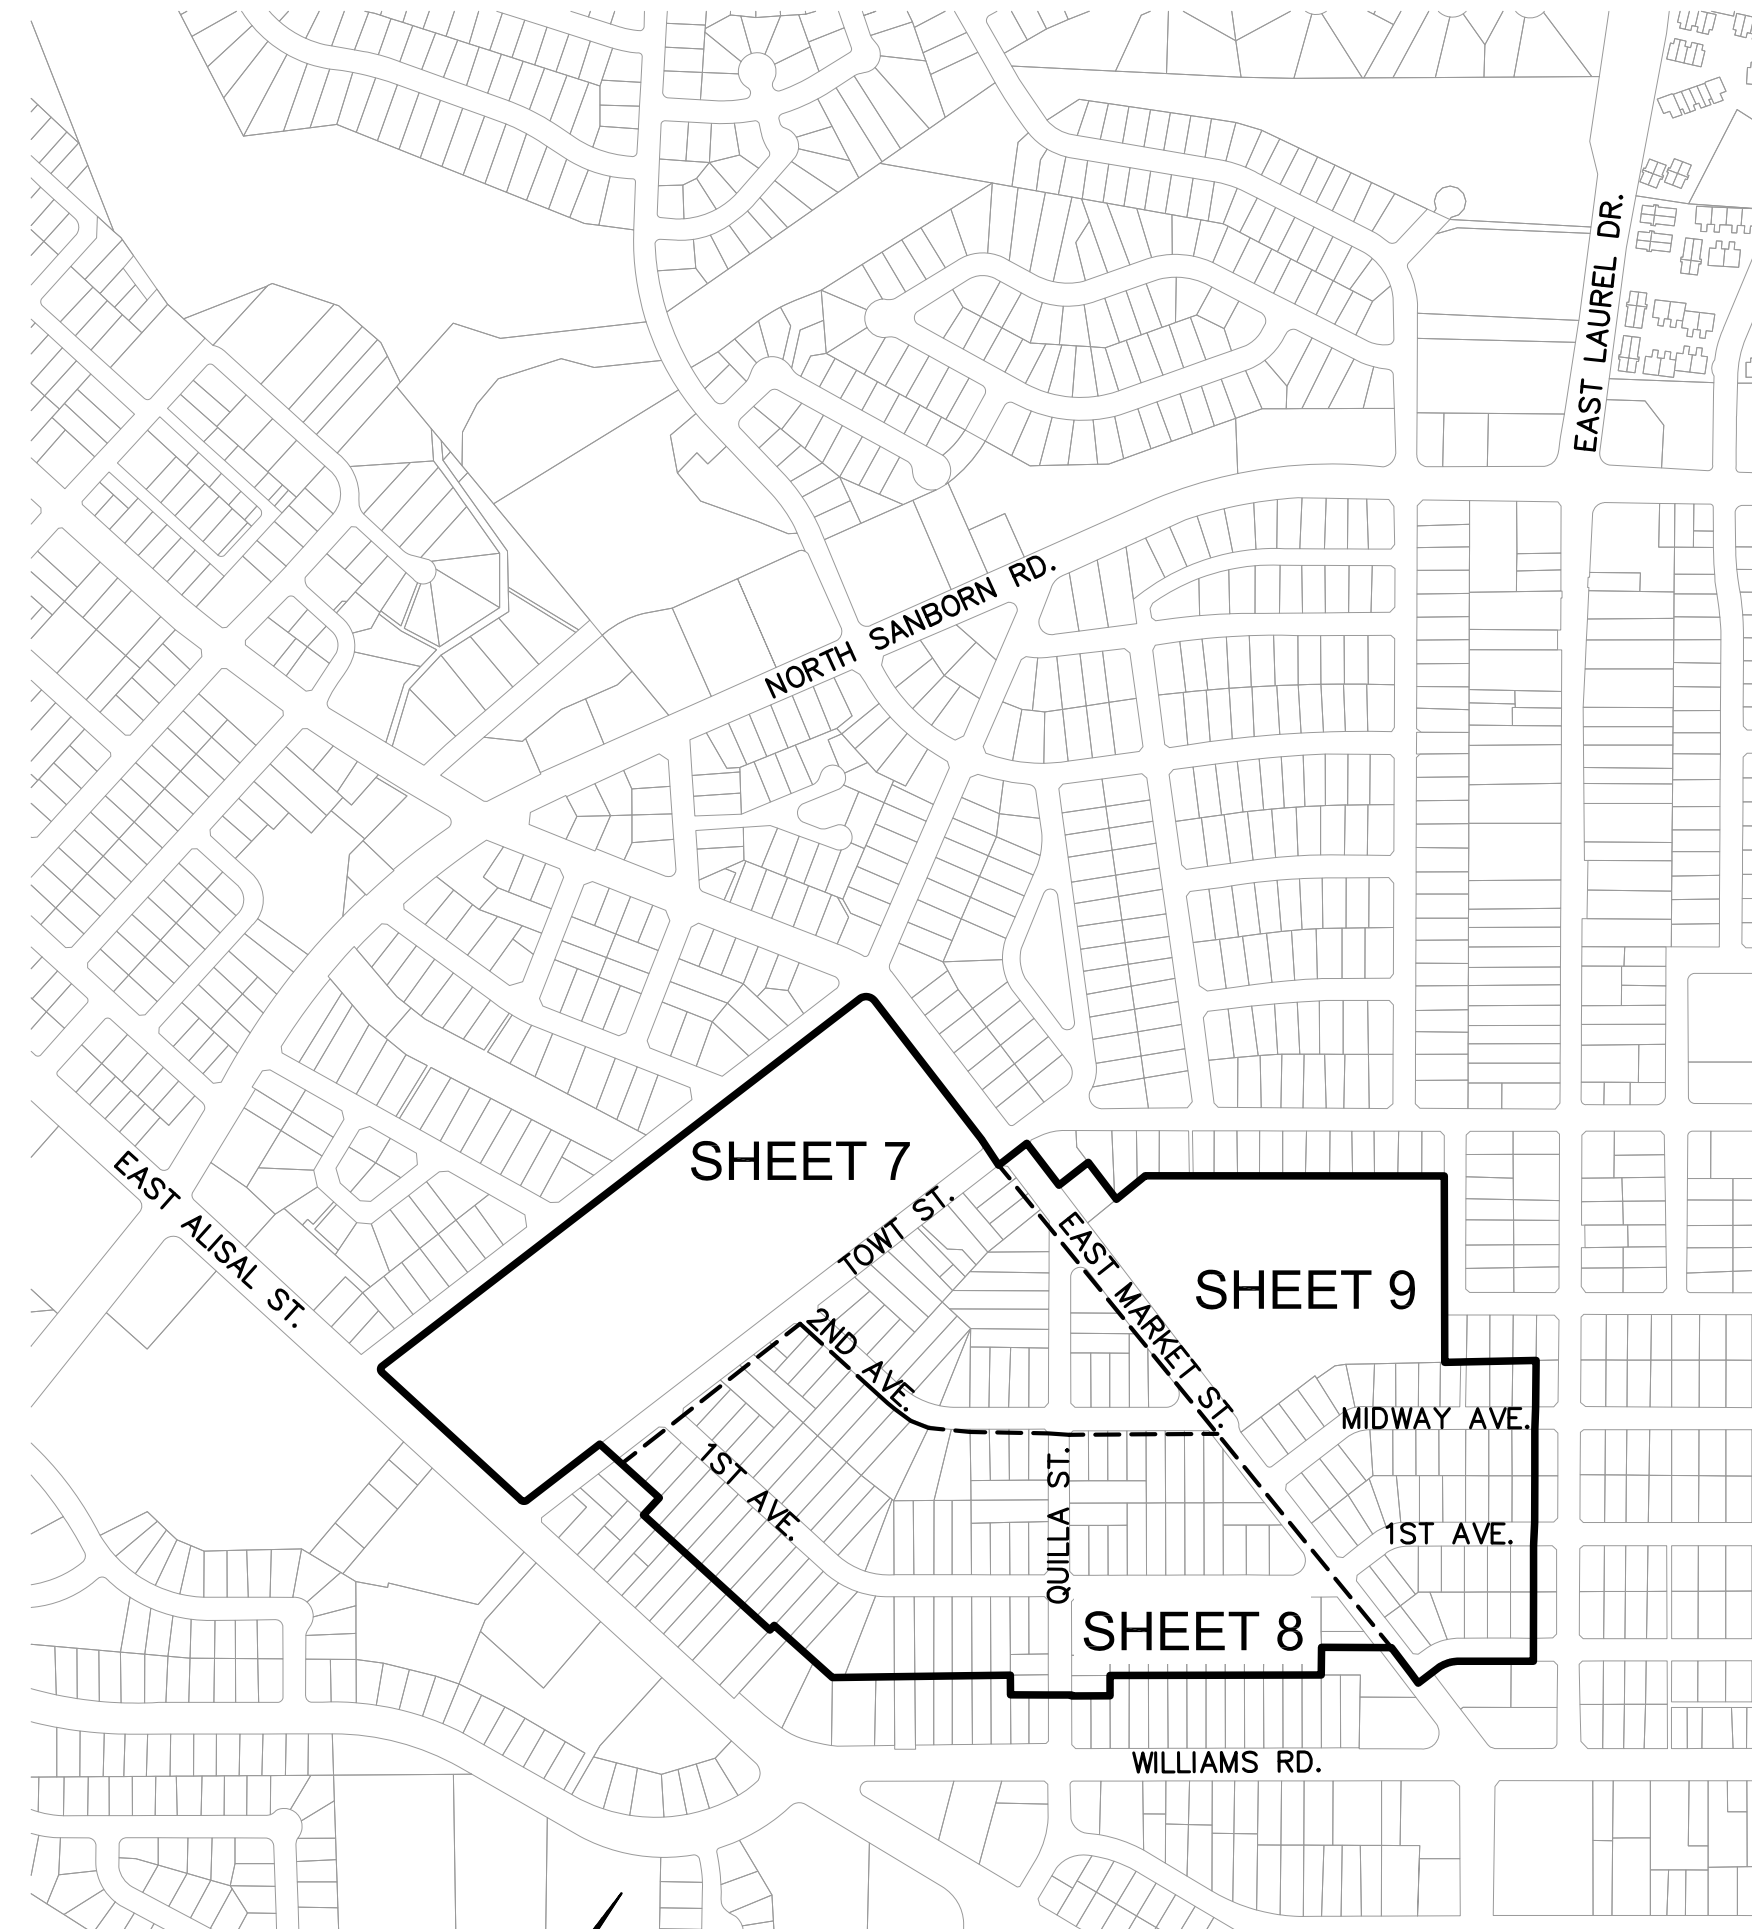 EAST LAUREL DR.
NORTH SANBORN RD.
SHEET 7
EAST ALISAL ST.
TOWT ST.
EAST MARKET ST.
SHEET 9
2ND AVE.
MIDWAY AVE.
1ST AVE.
QUILLA ST.
1ST AVE.
SHEET 8
WILLIAMS RD.